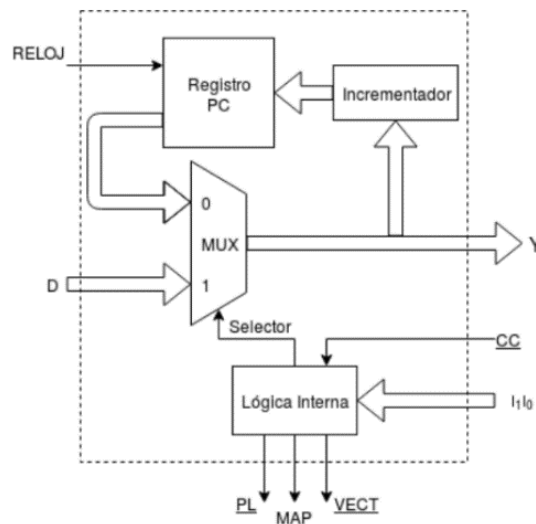 RELOJ
Registro
PC
Incrementador
0
MUX
Y
D
1
Selector
CC
Lógica Interna
I₁I₀
PL
MAP
VECT